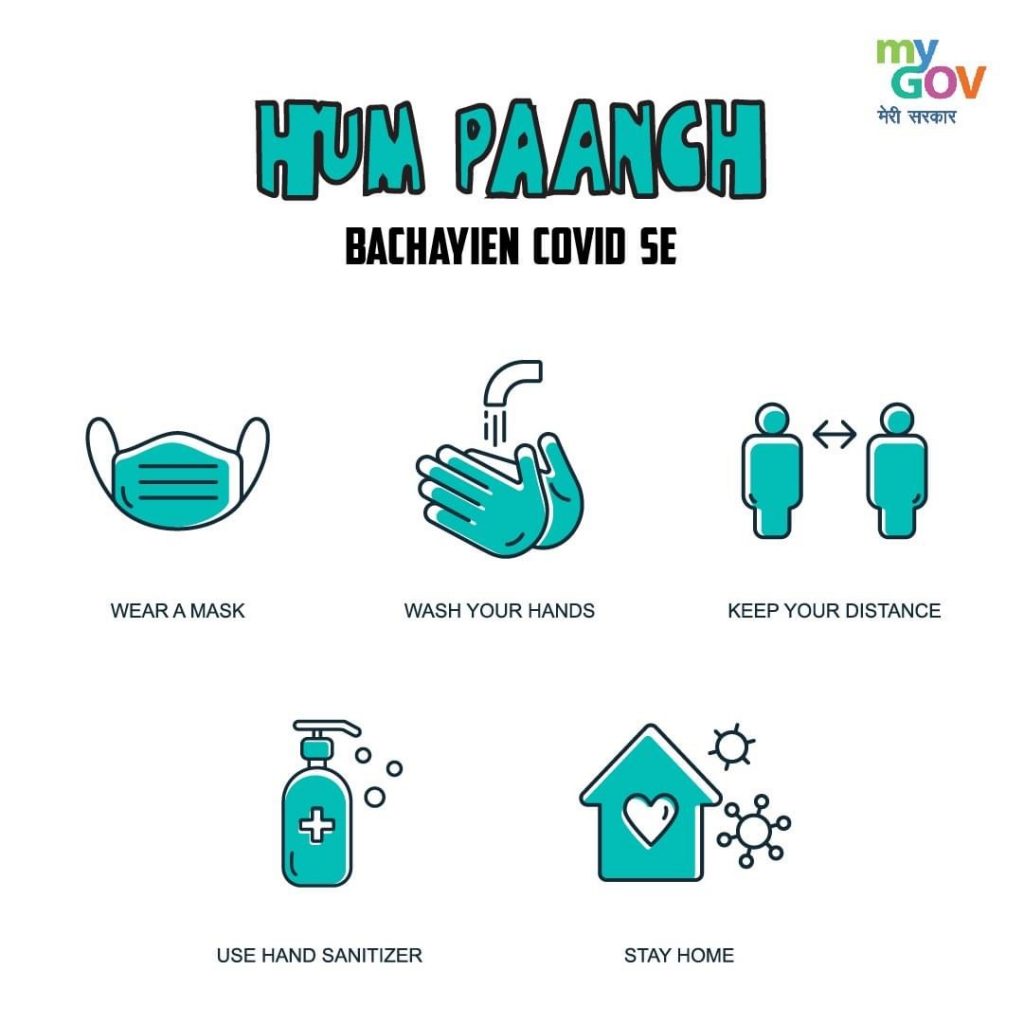 my
GOV
मेरी सरकार
HUM PAANCH
BACHAYIEN COVID SE
WEAR A MASK
WASH YOUR HANDS
KEEP YOUR DISTANCE
USE HAND SANITIZER
STAY HOME